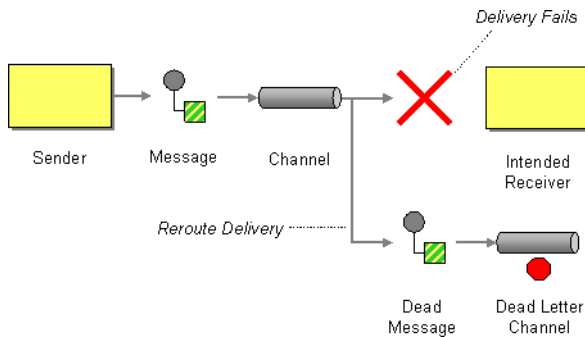 Delivery Fails
Sender
Message
Channel
Intended
Receiver
Reroute Delivery
Dead
Message
Dead Letter
Channel